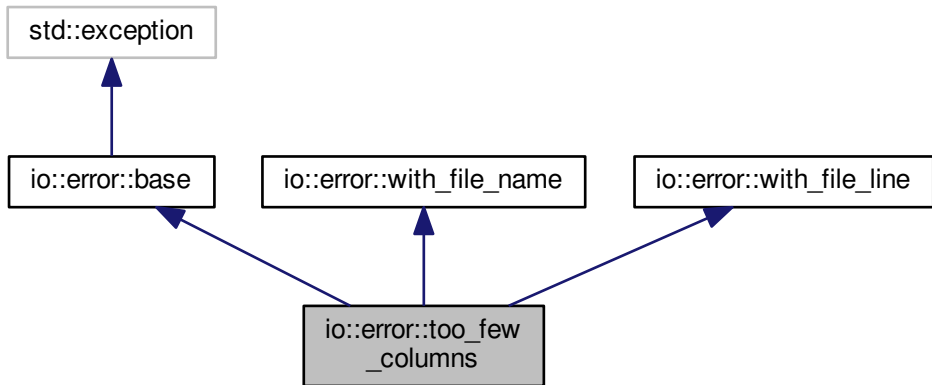 std::exception
io::error::base
io::error::with_file_name
io::error::with_file_line
io::error::too_few
_columns